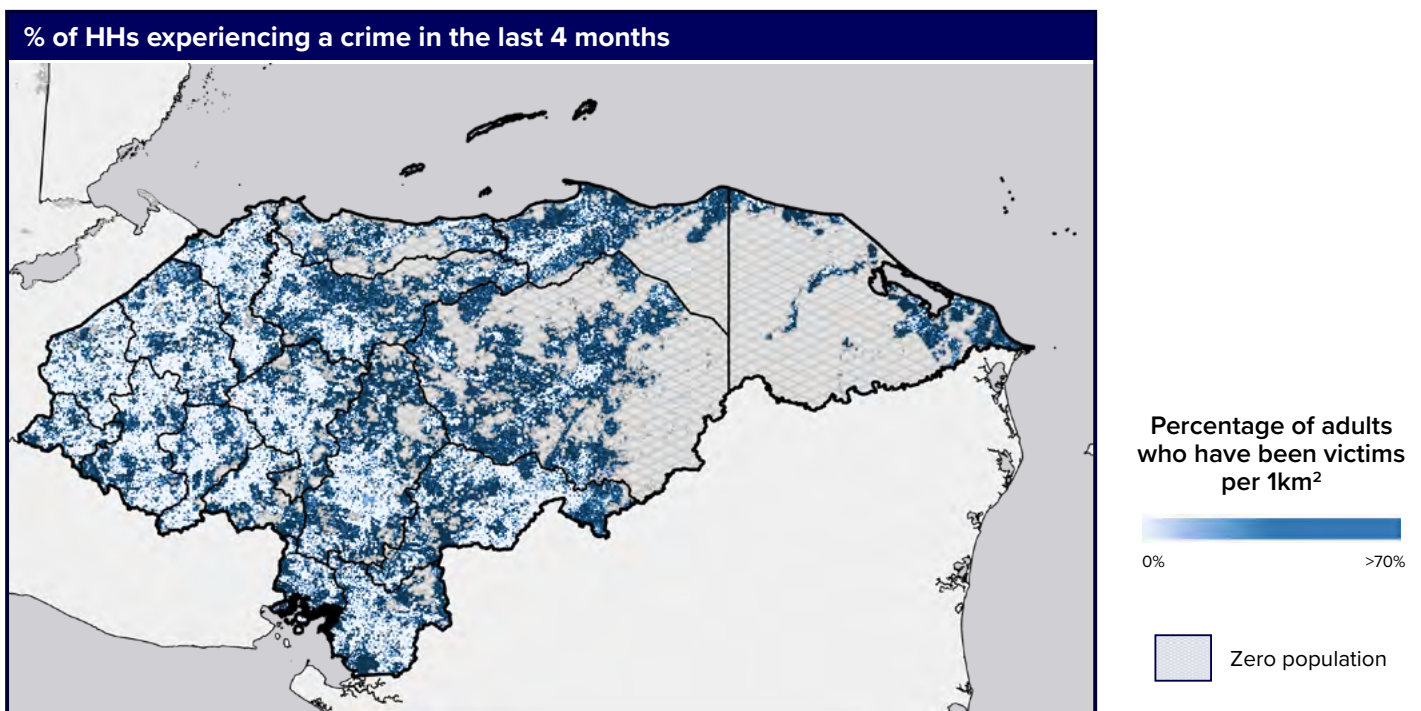 % of HHs experiencing a crime in the last 4 months
Percentage of adults
who have been victims
per 1km²
0% >70%
Zero population